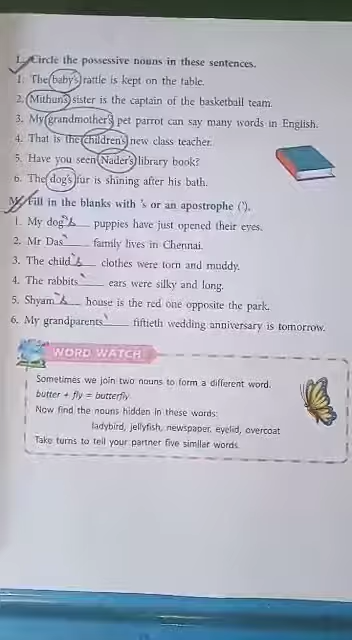 L. Circle the possessive nouns in these sentences.
1. The baby's rattle is kept on the table.
2. Mithun's sister is the captain of the basketball team.
3. My grandmother's pet parrot can say many words in English.
4. That is the children's new class teacher.
5. Have you seen Nader's library book?
6. The dog's fur is shining after his bath.
M. Fill in the blanks with 's or an apostrophe (').
1. My dog 's puppies have just opened their eyes.
2. Mr Das ' family lives in Chennai.
3. The child 's clothes were torn and muddy.
4. The rabbits ' ears were silky and long.
5. Shyam 's house is the red one opposite the park.
6. My grandparents ' fiftieth wedding anniversary is tomorrow.
WORD WATCH
Sometimes we join two nouns to form a different word.
butter + fly = butterfly
Now find the nouns hidden in these words:
ladybird, jellyfish, newspaper, eyelid, overcoat
Take turns to tell your partner five similar words.